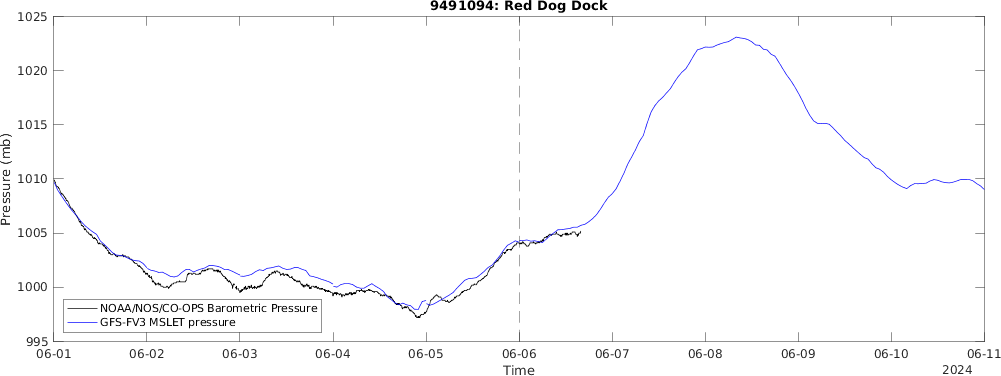 9491094: Red Dog Dock
Pressure (mb)
1025
1020
1015
1010
1005
1000
995
NOAA/NOS/CO-OPS Barometric Pressure
GFS-FV3 MSLET pressure
06-01 06-02 06-03 06-04 06-05 06-06 06-07 06-08 06-09 06-10 06-11
Time
2024